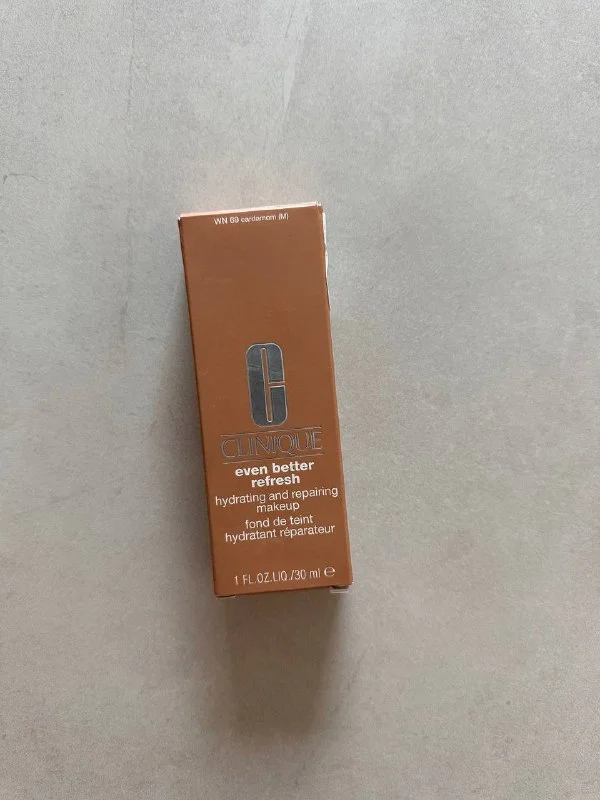 WN 69 cardamom (M)
CLINIQUE
even better
refresh
hydrating and repairing
makeup
fond de teint
hydratant réparateur
1 FL.OZ.LIQ./30 ml ℮